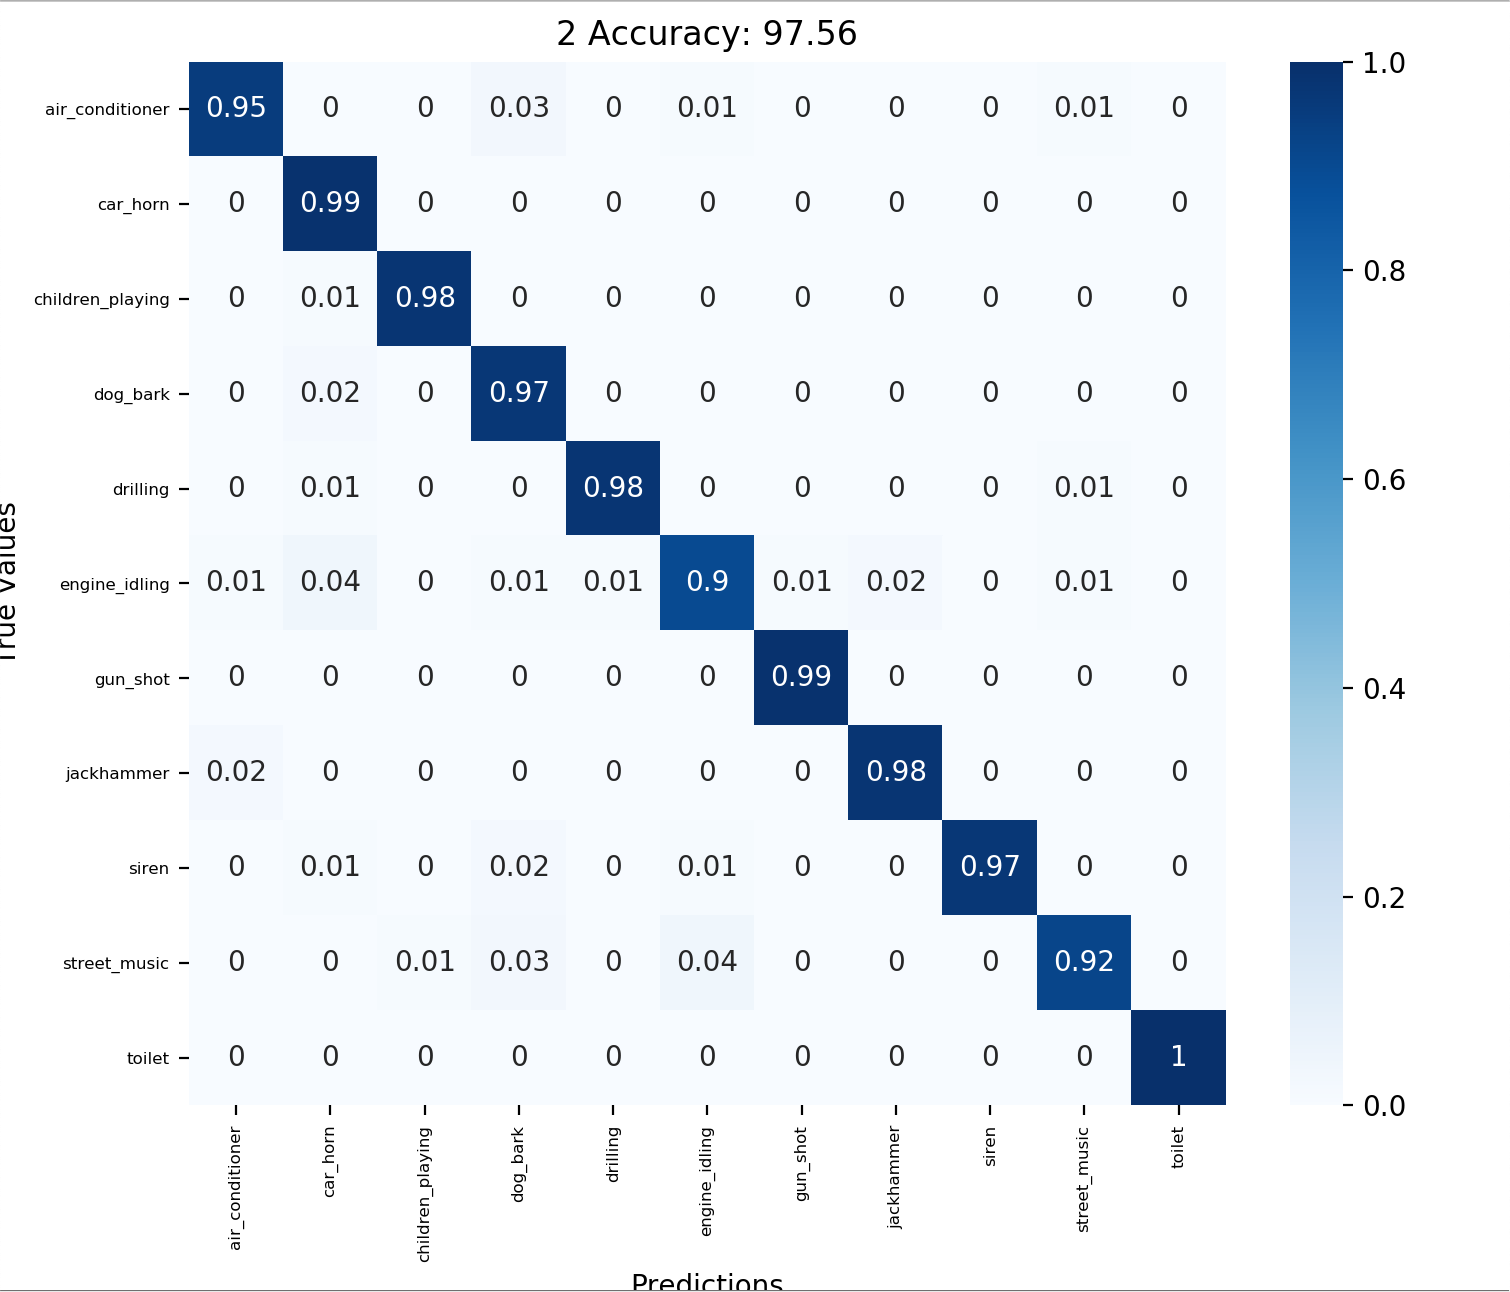 2 Accuracy: 97.56
air_conditioner 0.95 0 0 0.03 0 0.01 0 0 0 0.01 0
car_horn 0 0.99 0 0 0 0 0 0 0 0 0
children_playing 0 0.01 0.98 0 0 0 0 0 0 0 0
dog_bark 0 0.02 0 0.97 0 0 0 0 0 0 0
drilling 0 0.01 0 0 0.98 0 0 0 0 0.01 0
engine_idling 0.01 0.04 0 0.01 0.01 0.9 0.01 0.02 0 0.01 0
gun_shot 0 0 0 0 0 0 0.99 0 0 0 0
jackhammer 0.02 0 0 0 0 0 0 0.98 0 0 0
siren 0 0.01 0 0.02 0 0.01 0 0 0.97 0 0
street_music 0 0 0.01 0.03 0 0.04 0 0 0 0.92 0
toilet 0 0 0 0 0 0 0 0 0 0 1
air_conditioner car_horn children_playing dog_bark drilling engine_idling gun_shot jackhammer siren street_music toilet
Predictions
True Values
1.0
0.8
0.6
0.4
0.2
0.0